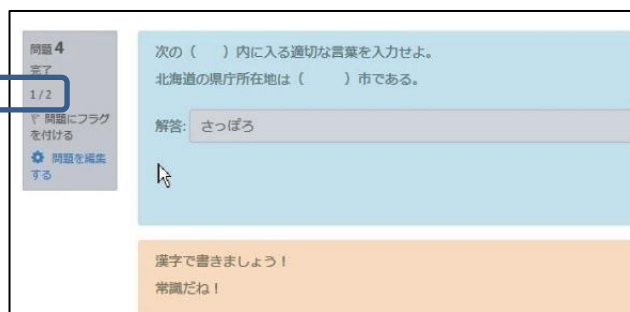 問題 4
完了
1 / 2
問題にフラグ
を付ける
問題を編集
する
次の（　　）内に入る適切な言葉を入力せよ。
北海道の県庁所在地は（　　　）市である。
解答: さっぽろ
漢字で書きましょう！
常識だね！